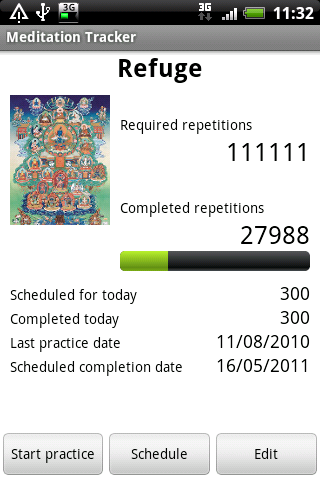 3G
3G
11:32
Meditation Tracker
Refuge
Required repetitions
111111
Completed repetitions
27988
Scheduled for today 300
Completed today 300
Last practice date 11/08/2010
Scheduled completion date 16/05/2011
Start practice Schedule Edit